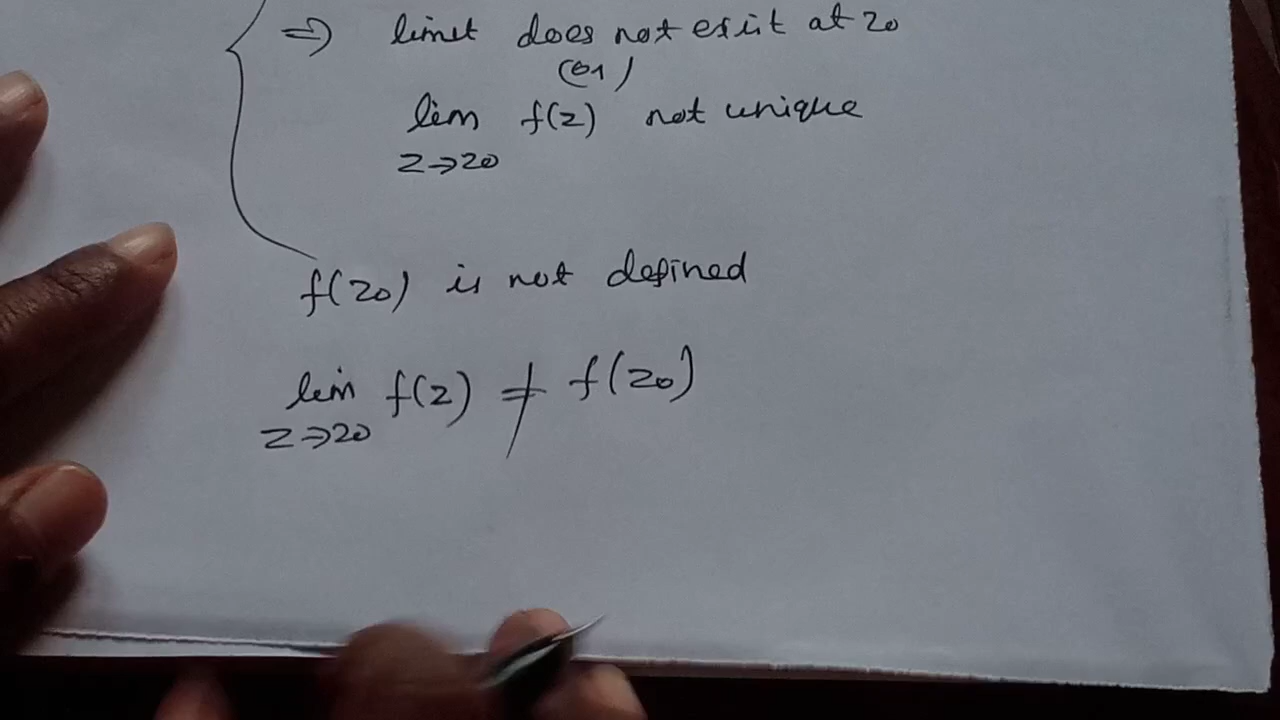 ⇒ limit does not exist at z0
(or)
lim f(z) not unique
z→z0
f(z0) is not defined
lim f(z) ≠ f(z0)
z→z0